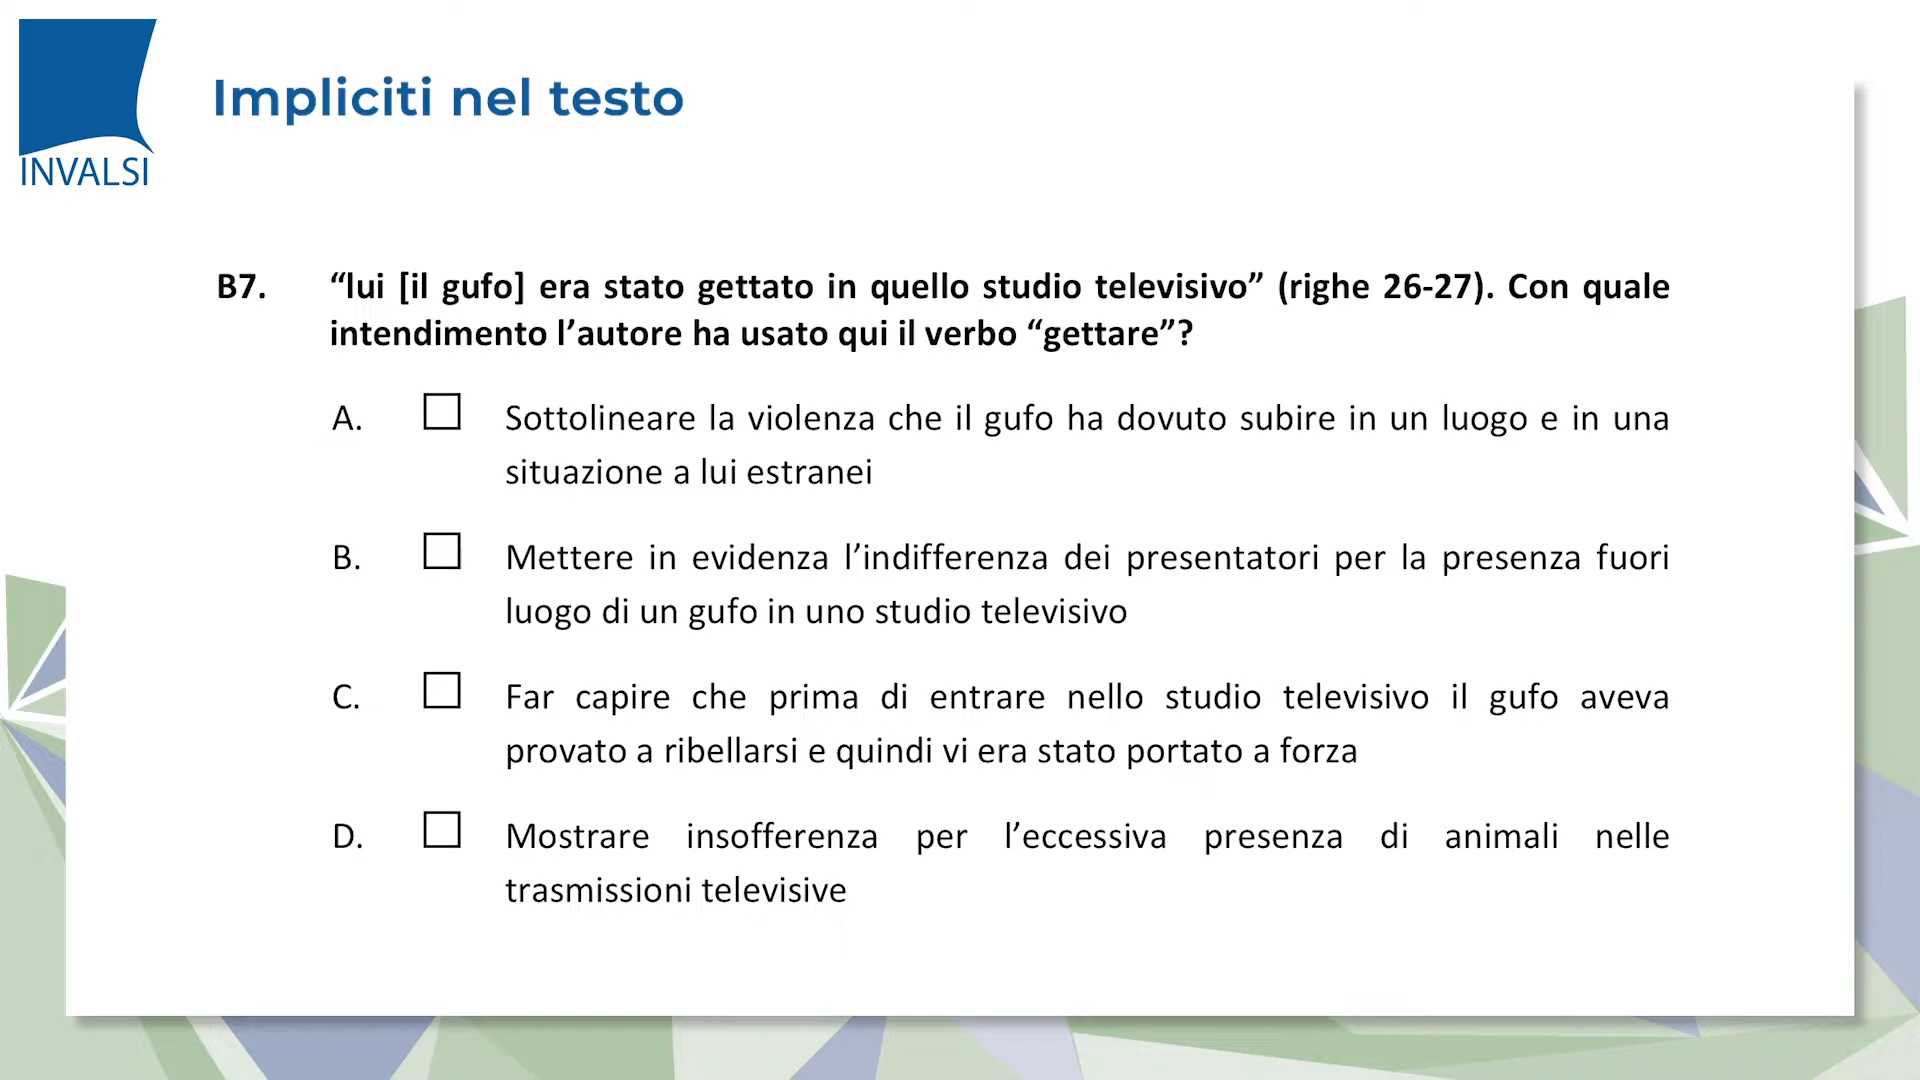 INVALSI
Impliciti nel testo
B7. “lui [il gufo] era stato gettato in quello studio televisivo” (righe 26-27). Con quale
intendimento l’autore ha usato qui il verbo “gettare”?
A. □ Sottolineare la violenza che il gufo ha dovuto subire in un luogo e in una
situazione a lui estranei
B. □ Mettere in evidenza l’indifferenza dei presentatori per la presenza fuori
luogo di un gufo in uno studio televisivo
C. □ Far capire che prima di entrare nello studio televisivo il gufo aveva
provato a ribellarsi e quindi vi era stato portato a forza
D. □ Mostrare insofferenza per l’eccessiva presenza di animali nelle
trasmissioni televisive